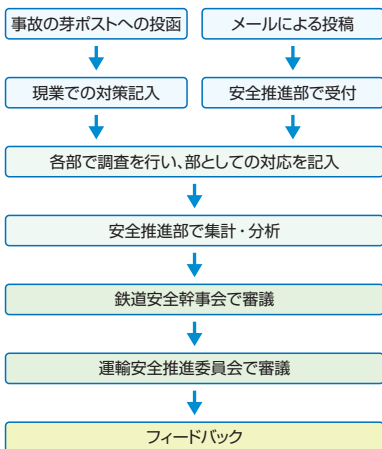 事故の芽ポストへの投函
メールによる投稿
現業での対策記入
安全推進部で受付
各部で調査を行い、部としての対応を記入
安全推進部で集計・分析
鉄道安全幹事会で審議
運輸安全推進委員会で審議
フィードバック